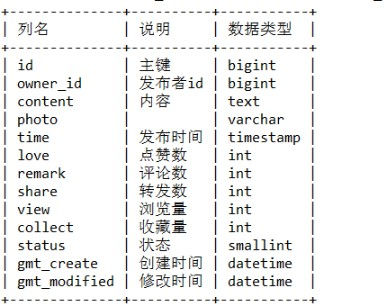 +--------------+----------+-----------+
| 列名 | 说明 | 数据类型 |
+--------------+----------+-----------+
| id | 主键 | bigint |
| owner_id | 发布者id | bigint |
| content | 内容 | text |
| photo | | varchar |
| time | 发布时间 | timestamp |
| love | 点赞数 | int |
| remark | 评论数 | int |
| share | 转发数 | int |
| view | 浏览量 | int |
| collect | 收藏量 | int |
| status | 状态 | smallint |
| gmt_create | 创建时间 | datetime |
| gmt_modified | 修改时间 | datetime |
+--------------+----------+-----------+